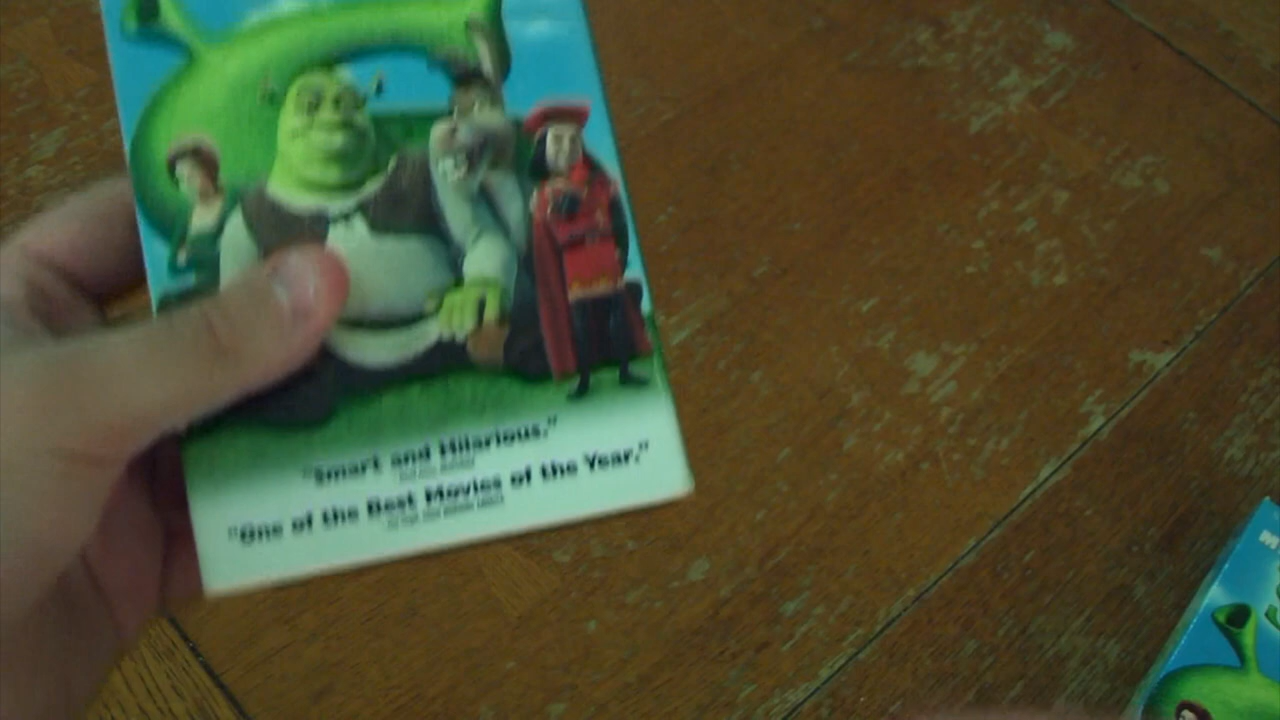 "Smart and Hilarious."
"One of the Best Movies of the Year."